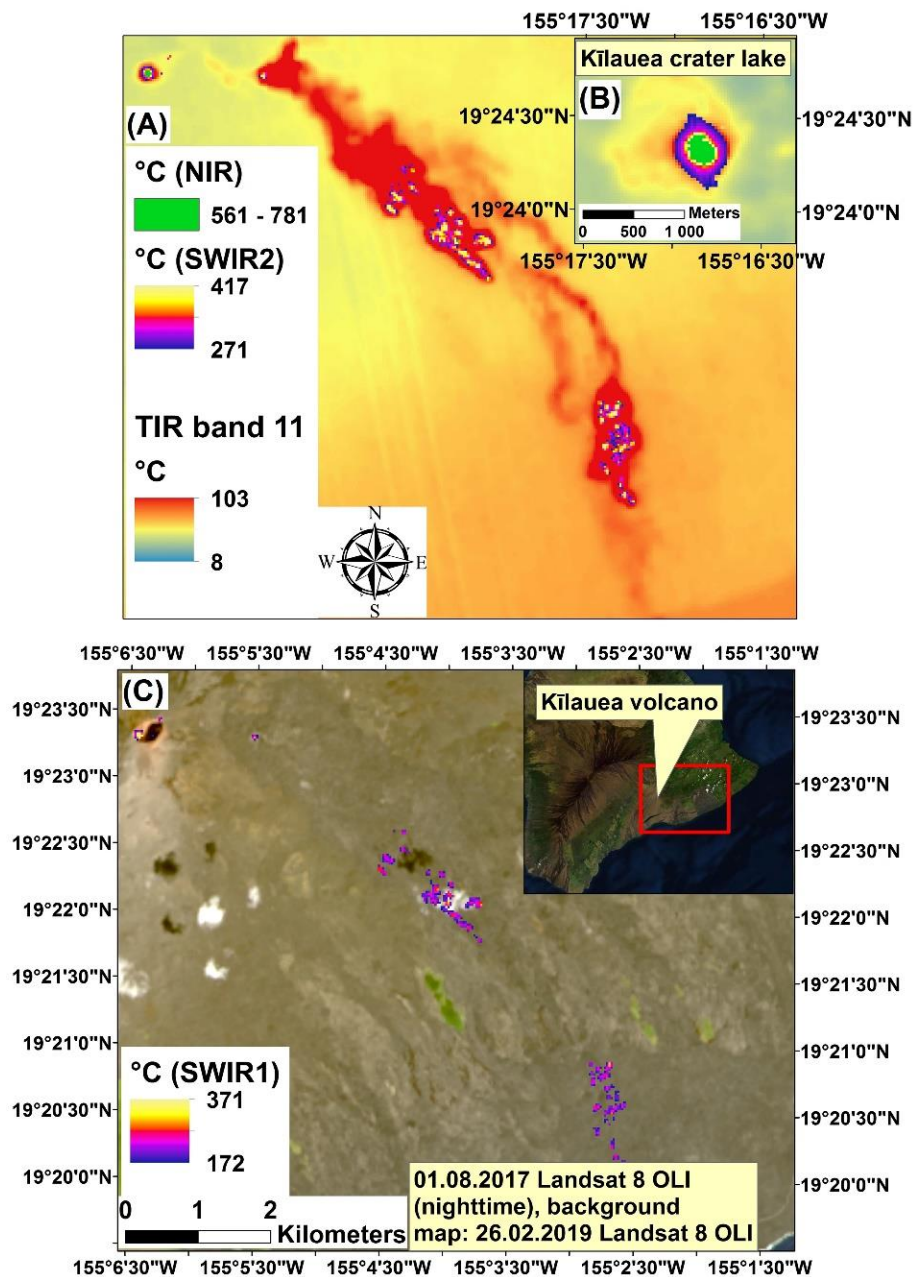 155°17'30"W 155°16'30"W
Kīlauea crater lake
(A)
(B)
19°24'30"N
19°24'30"N
°C (NIR)
561 - 781
19°24'0"N
19°24'0"N
Meters
0 500 1 000
155°17'30"W 155°16'30"W
°C (SWIR2)
417
271
TIR band 11
°C
103
8
N
W E
S
155°6'30"W 155°5'30"W 155°4'30"W 155°3'30"W 155°2'30"W 155°1'30"W
(C)
Kīlauea volcano
19°23'30"N
19°23'30"N
19°23'0"N
19°23'0"N
19°22'30"N
19°22'30"N
19°22'0"N
19°22'0"N
19°21'30"N
19°21'30"N
19°21'0"N
19°21'0"N
°C (SWIR1)
371
172
19°20'30"N
19°20'30"N
19°20'0"N
19°20'0"N
01.08.2017 Landsat 8 OLI
(nighttime), background
map: 26.02.2019 Landsat 8 OLI
0 1 2
Kilometers
155°6'30"W 155°5'30"W 155°4'30"W 155°3'30"W 155°2'30"W 155°1'30"W